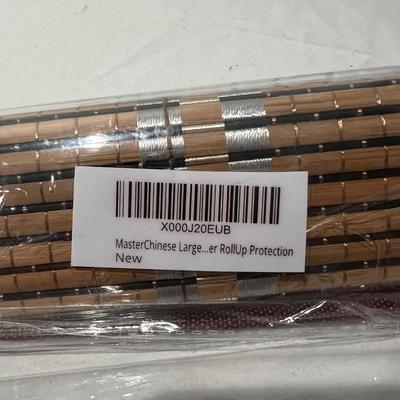 X000J20EUB
MasterChinese Large...er RollUp Protection
New